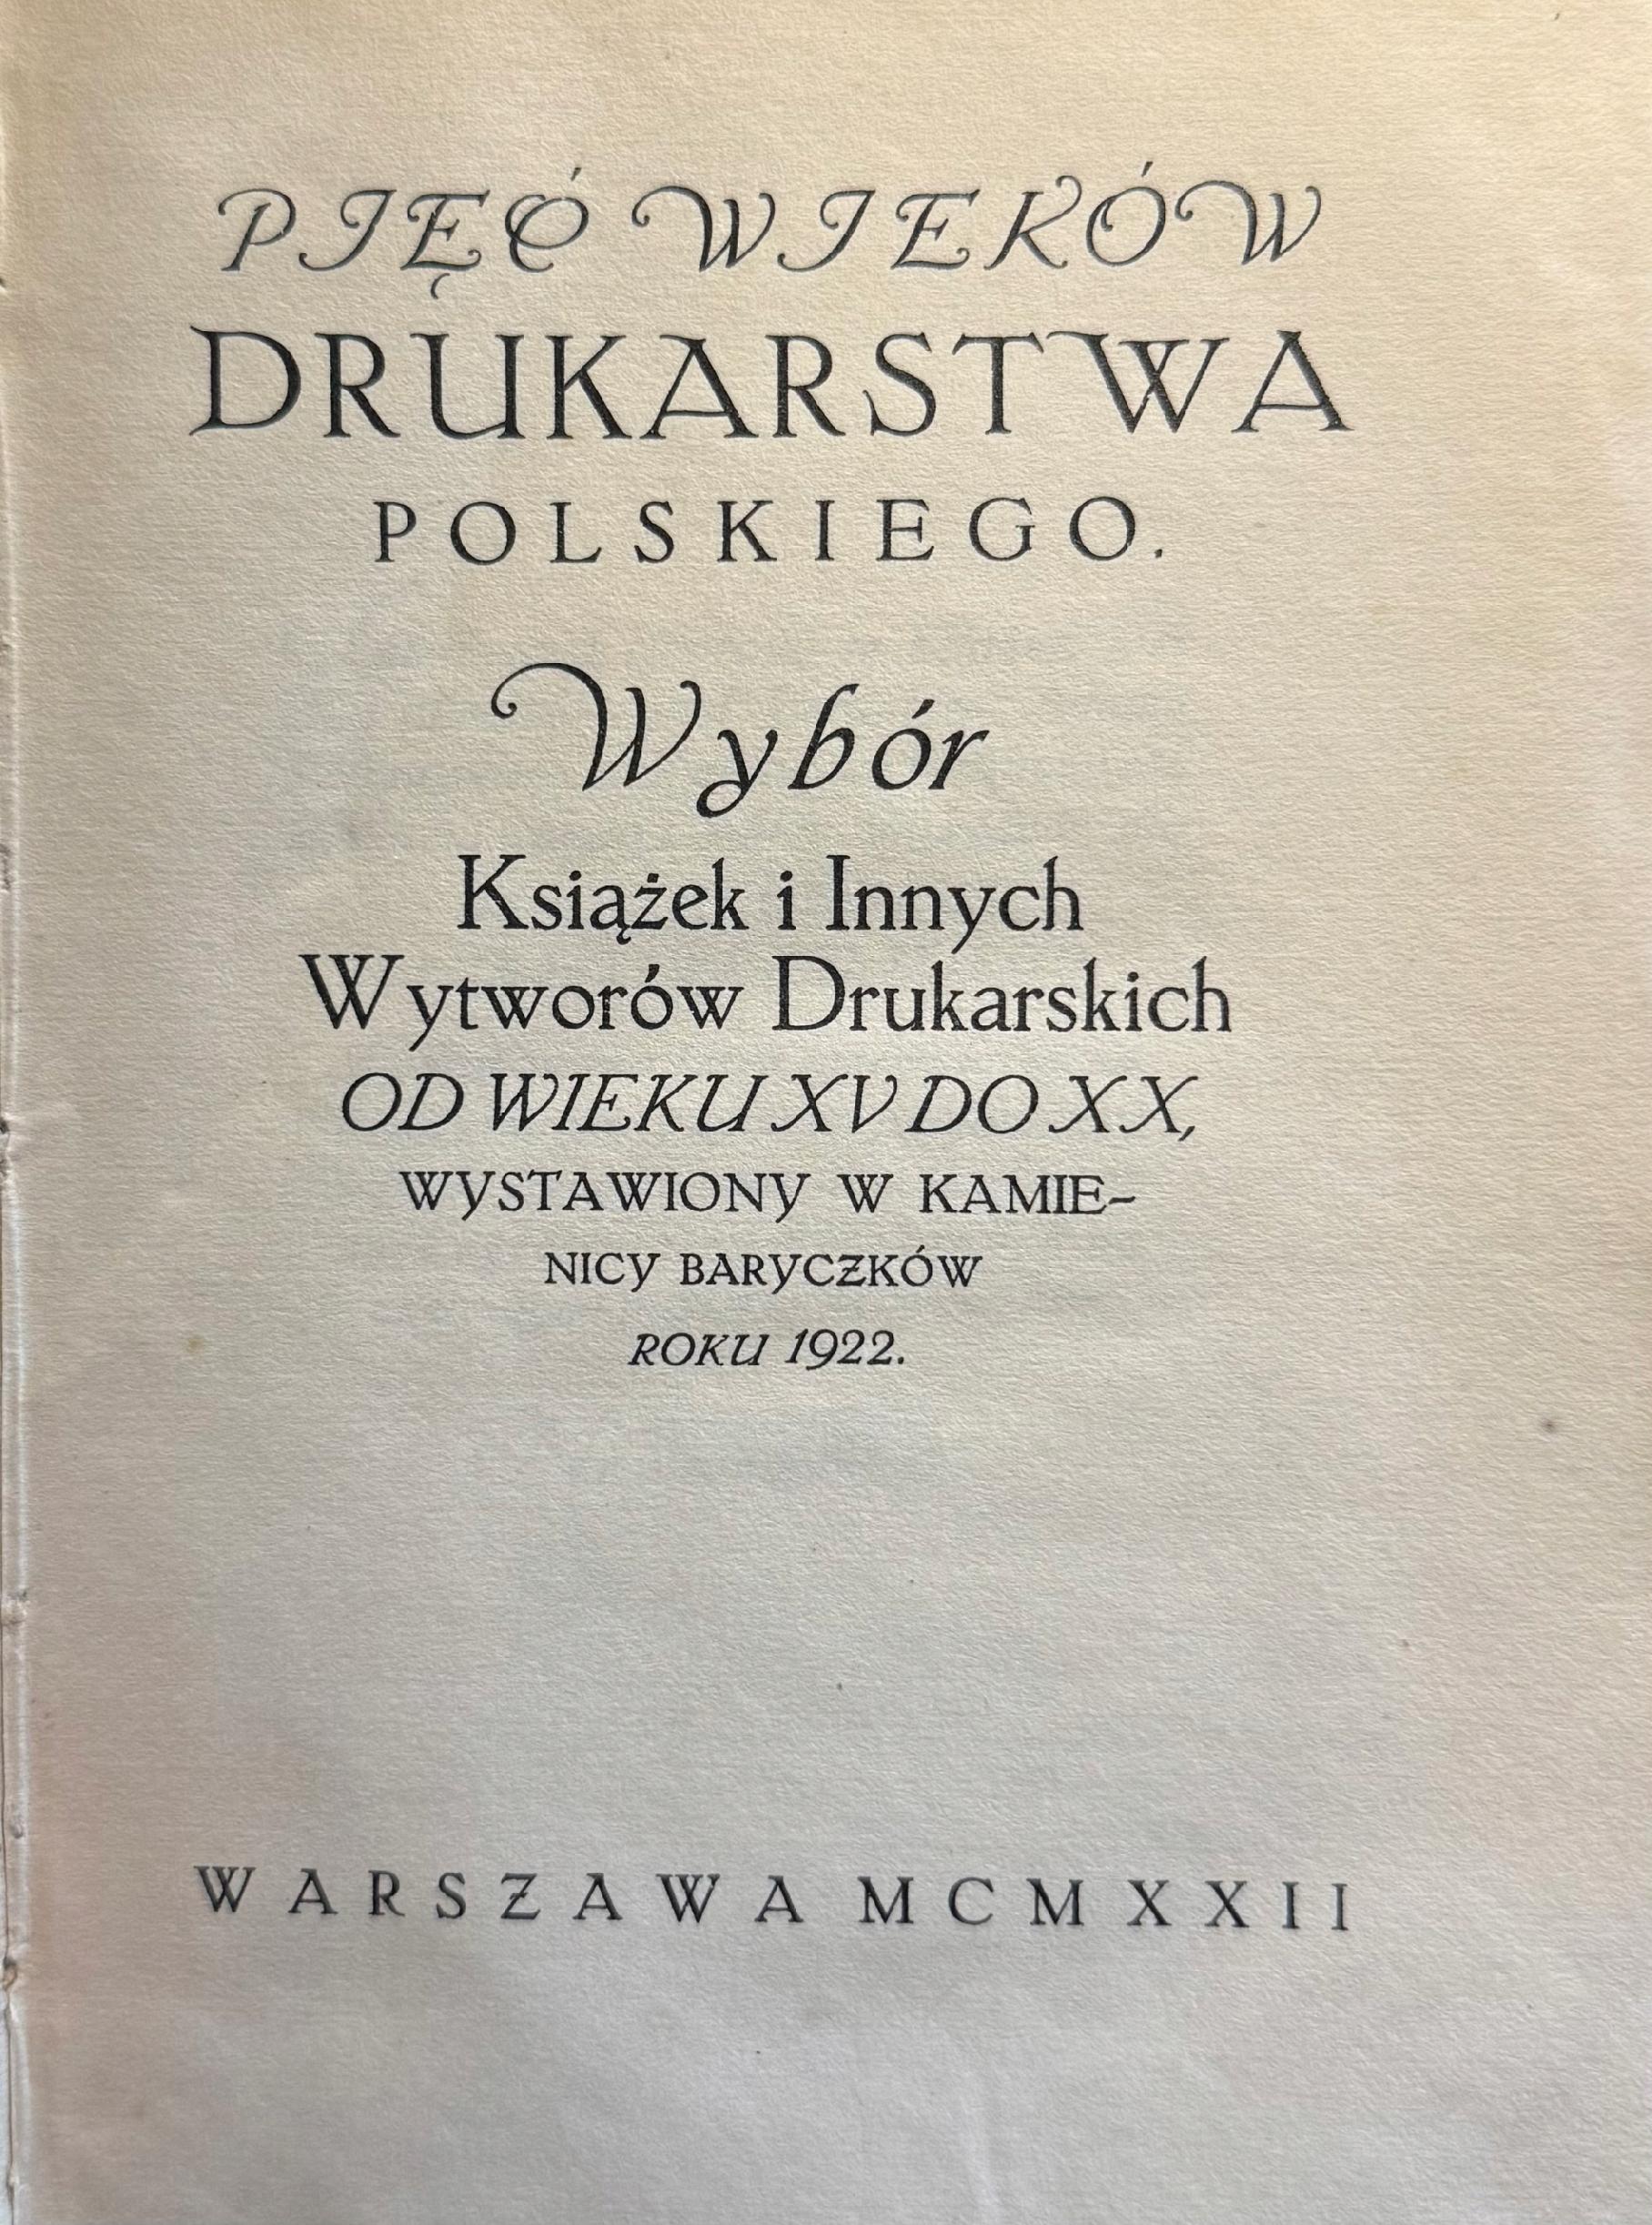 PIĘĆ WIEKÓW
DRUKARSTWA
POLSKIEGO.
Wybór
Książek i Innych
Wytworów Drukarskich
OD WIEKU XV DO XX,
WYSTAWIONY W KAMIE-
NICY BARYCZKÓW
ROKU 1922.
WARSZAWA MCMXXII